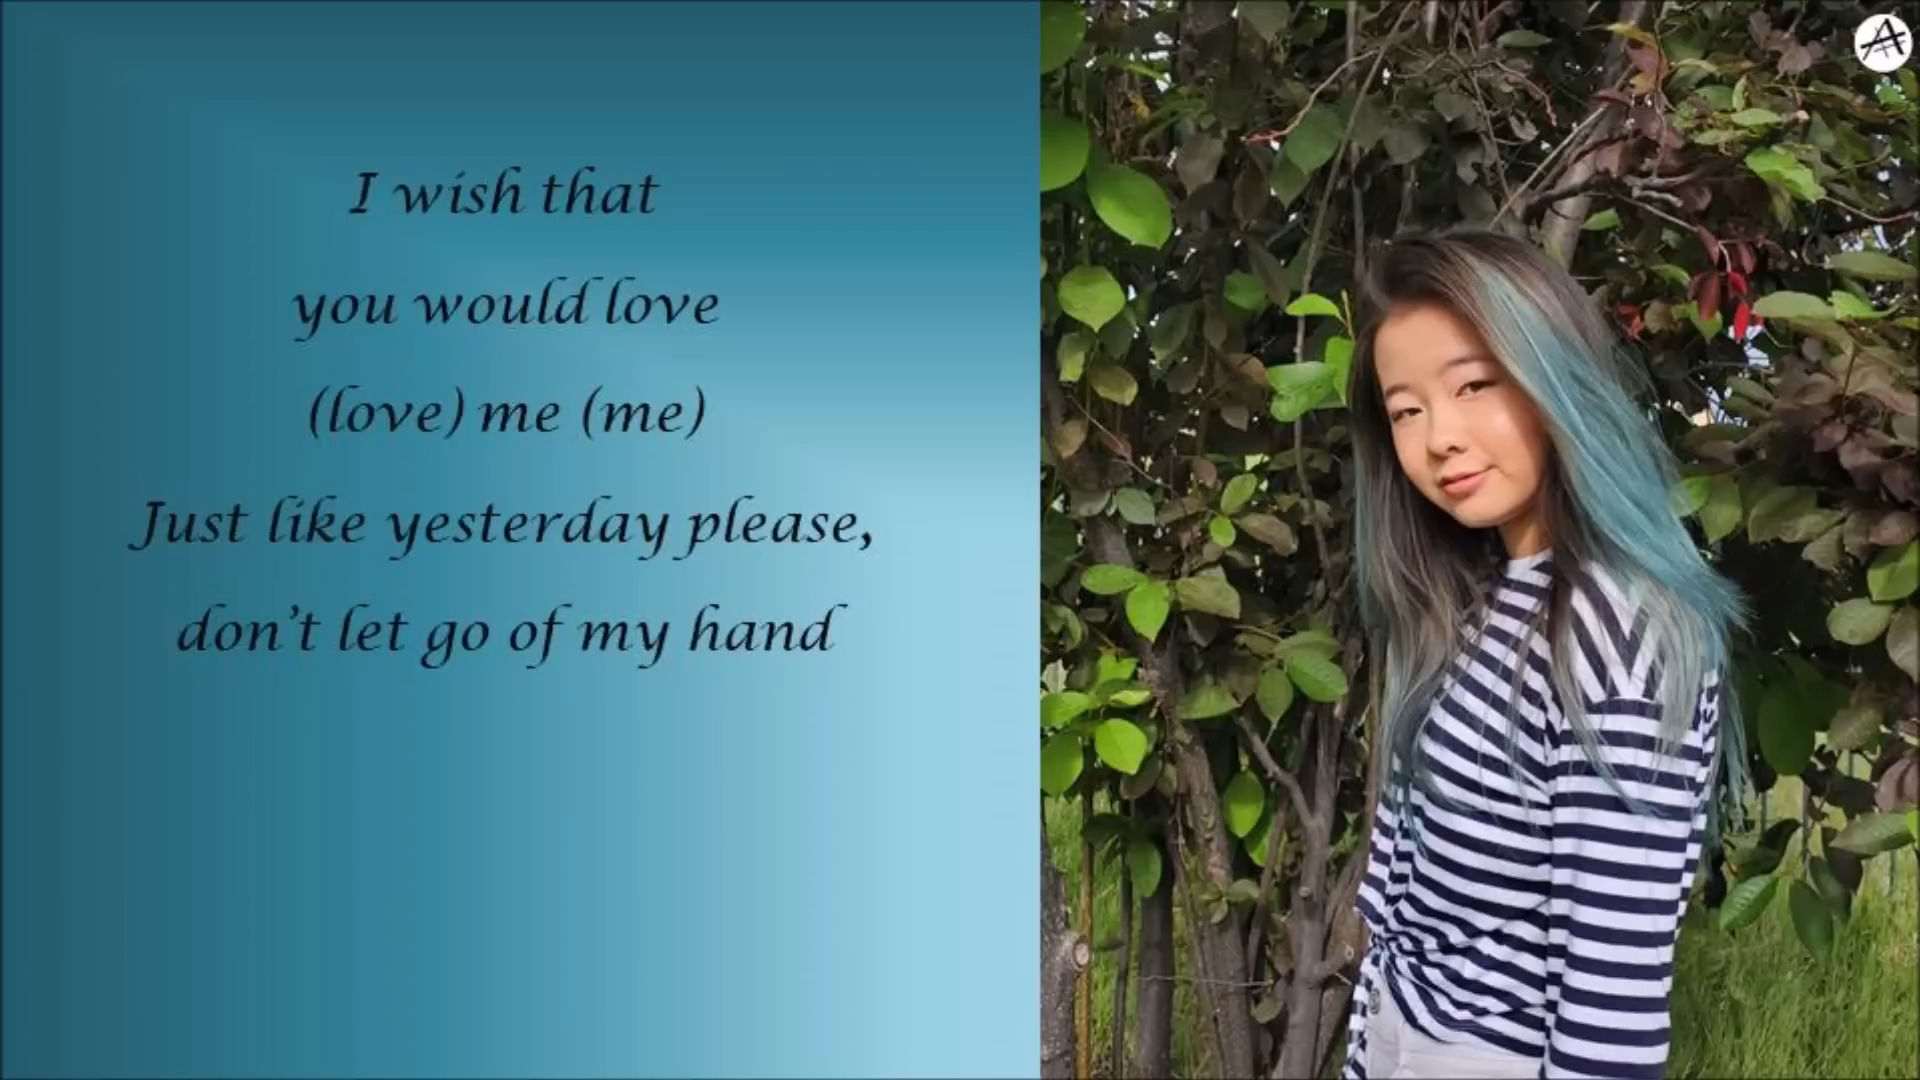 I wish that
you would love
(love) me (me)
Just like yesterday please,
don't let go of my hand